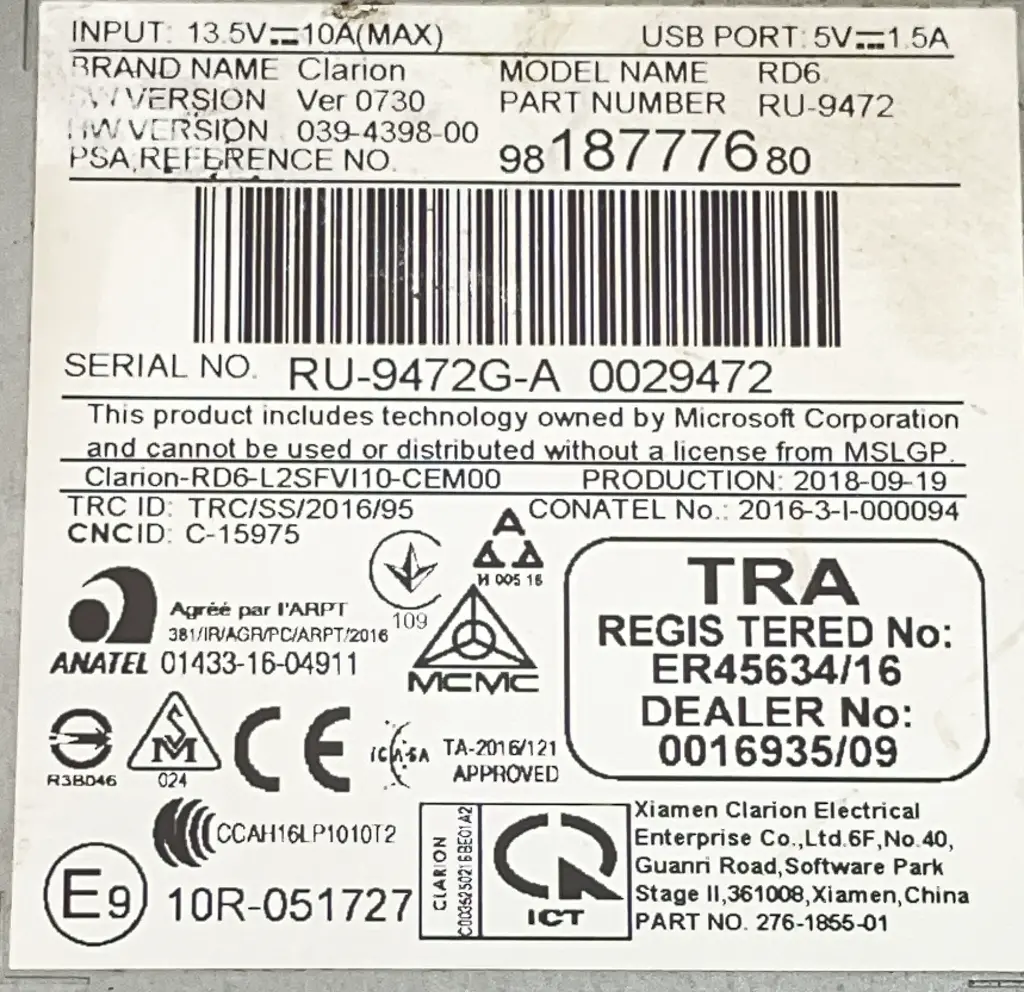 INPUT: 13.5V⎓10A(MAX) USB PORT: 5V⎓1.5A
BRAND NAME Clarion MODEL NAME RD6
VERSION Ver 0730 PART NUMBER RU-9472
HW VERSION 039-4398-00
PSA REFERENCE NO. 9818777680
SERIAL NO. RU-9472G-A 0029472
This product includes technology owned by Microsoft Corporation
and cannot be used or distributed without a license from MSLGP.
Clarion-RD6-L2SFVI10-CEM00 PRODUCTION: 2018-09-19
TRC ID: TRC/SS/2016/95 CONATEL No.: 2016-3-I-000094
CNCID: C-15975
H 005 16
109
Agréé par l'ARPT
381/IR/AGR/PC/ARPT/2016
ANATEL 01433-16-04911
MCMC
TRA
REGIS TERED No:
ER45634/16
DEALER No:
0016935/09
R3B046
SM
024
CE
ICASA
TA-2016/121
APPROVED
CCAH16LP1010T2
E9 10R-051727
CLARION
ICT
Xiamen Clarion Electrical
Enterprise Co.,Ltd.6F,No.40,
Guanri Road,Software Park
Stage II,361008,Xiamen,China
PART NO. 276-1855-01